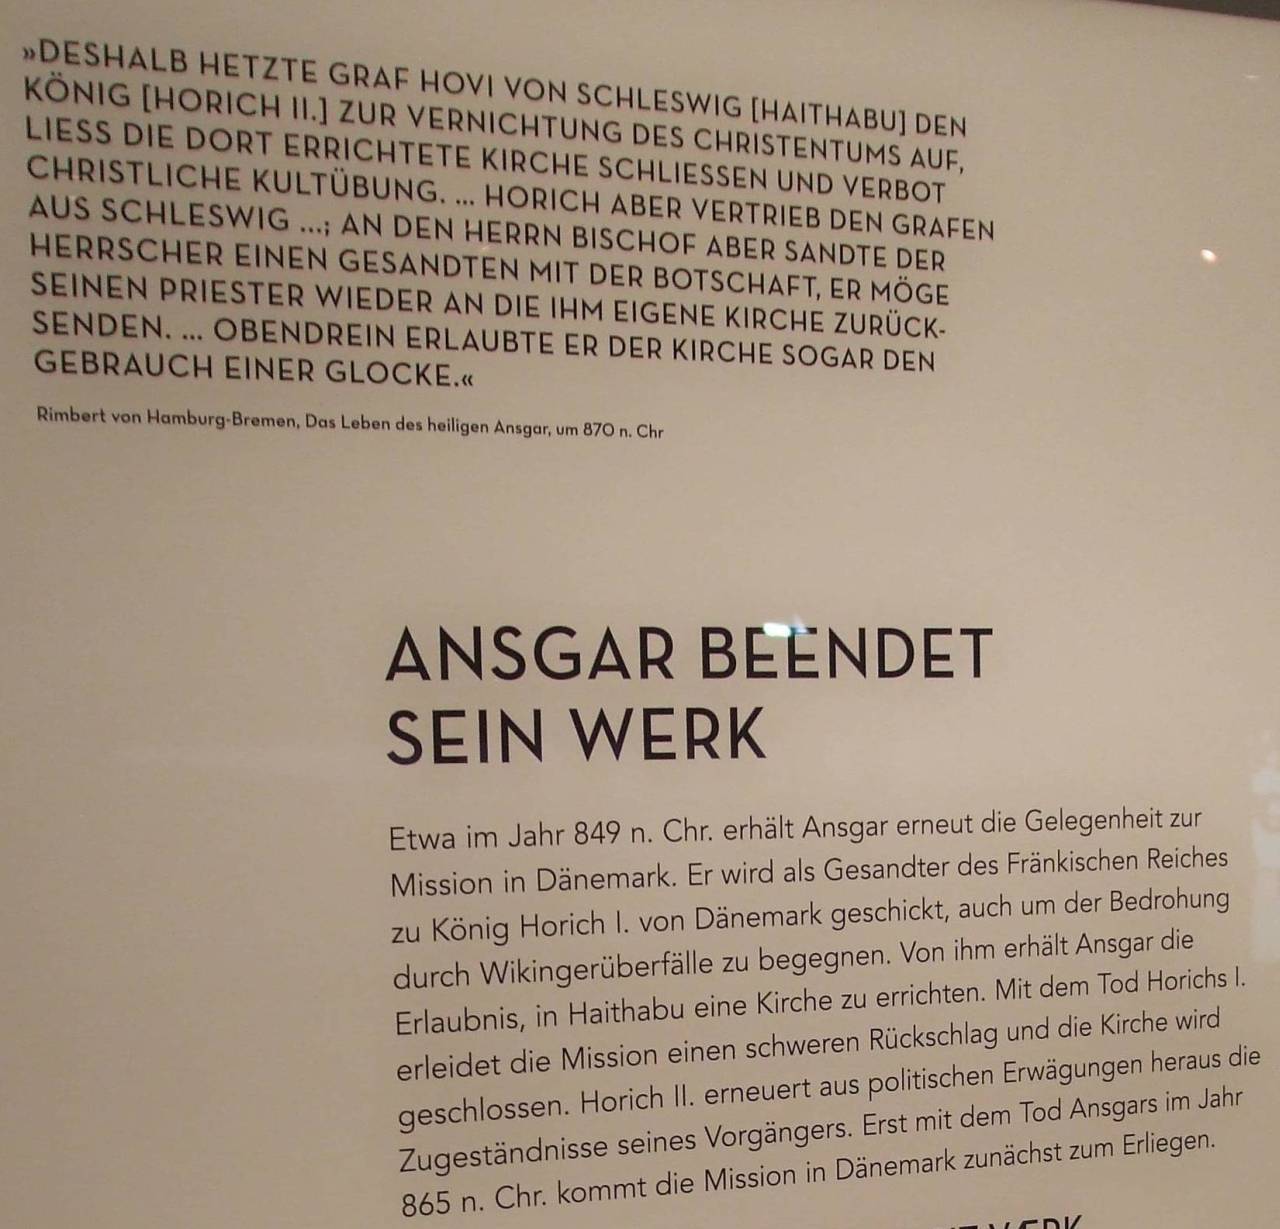 »DESHALB HETZTE GRAF HOVI VON SCHLESWIG [HAITHABU] DEN
KÖNIG [HORICH II.] ZUR VERNICHTUNG DES CHRISTENTUMS AUF,
LIESS DIE DORT ERRICHTETE KIRCHE SCHLIESSEN UND VERBOT
CHRISTLICHE KULTÜBUNG. ... HORICH ABER VERTRIEB DEN GRAFEN
AUS SCHLESWIG ...; AN DEN HERRN BISCHOF ABER SANDTE DER
HERRSCHER EINEN GESANDTEN MIT DER BOTSCHAFT, ER MÖGE
SEINEN PRIESTER WIEDER AN DIE IHM EIGENE KIRCHE ZURÜCK-
SENDEN. ... OBENDREIN ERLAUBTE ER DER KIRCHE SOGAR DEN
GEBRAUCH EINER GLOCKE.«
Rimbert von Hamburg-Bremen, Das Leben des heiligen Ansgar, um 870 n. Chr
ANSGAR BEENDET
SEIN WERK
Etwa im Jahr 849 n. Chr. erhält Ansgar erneut die Gelegenheit zur
Mission in Dänemark. Er wird als Gesandter des Fränkischen Reiches
zu König Horich I. von Dänemark geschickt, auch um der Bedrohung
durch Wikingerüberfälle zu begegnen. Von ihm erhält Ansgar die
Erlaubnis, in Haithabu eine Kirche zu errichten. Mit dem Tod Horichs I.
erleidet die Mission einen schweren Rückschlag und die Kirche wird
geschlossen. Horich II. erneuert aus politischen Erwägungen heraus die
Zugeständnisse seines Vorgängers. Erst mit dem Tod Ansgars im Jahr
865 n. Chr. kommt die Mission in Dänemark zunächst zum Erliegen.